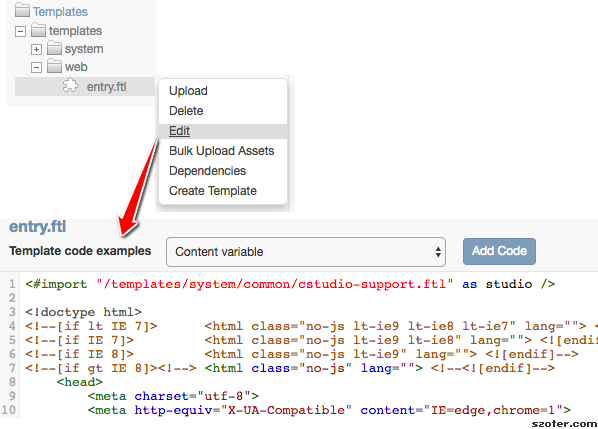 Templates
templates
system
web
entry.ftl
Upload
Delete
Edit
Bulk Upload Assets
Dependencies
Create Template
entry.ftl
Template code examples Content variable Add Code
1 <#import "/templates/system/common/cstudio-support.ftl" as studio />
2
3 <!doctype html>
4 <!--[if lt IE 7]> <html class="no-js lt-ie9 lt-ie8 lt-ie7" lang=""> <
5 <!--[if IE 7]> <html class="no-js lt-ie9 lt-ie8" lang=""> <![endi
6 <!--[if IE 8]> <html class="no-js lt-ie9" lang=""> <![endif]-->
7 <!--[if gt IE 8]><!--> <html class="no-js" lang=""> <!--<![endif]-->
8 <head>
9 <meta charset="utf-8">
10 <meta http-equiv="X-UA-Compatible" content="IE=edge,chrome=1">
szoter.com